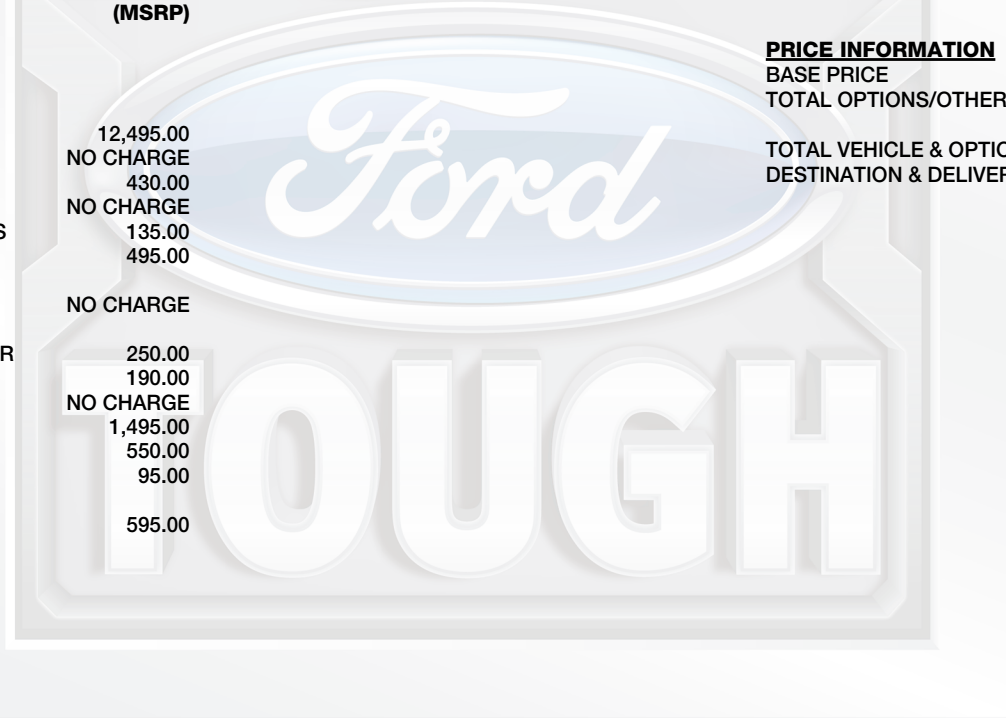 (MSRP)
12,495.00
NO CHARGE
430.00
NO CHARGE
S 135.00
495.00
NO CHARGE
R 250.00
190.00
NO CHARGE
1,495.00
550.00
95.00
595.00
PRICE INFORMATION
BASE PRICE
TOTAL OPTIONS/OTHER
TOTAL VEHICLE & OPTIO
DESTINATION & DELIVER
Ford
TOUGH